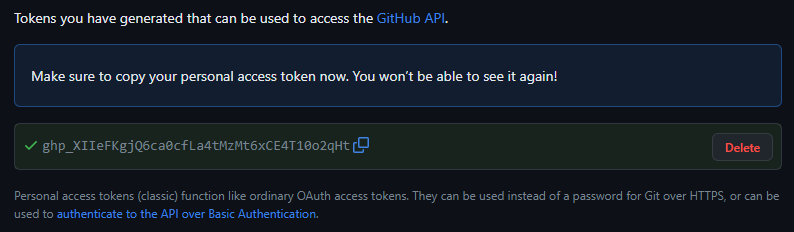 Tokens you have generated that can be used to access the GitHub API.
Make sure to copy your personal access token now. You won’t be able to see it again!
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
Delete
Personal access tokens (classic) function like ordinary OAuth access tokens. They can be used instead of a password for Git over HTTPS, or can be
used to authenticate to the API over Basic Authentication.